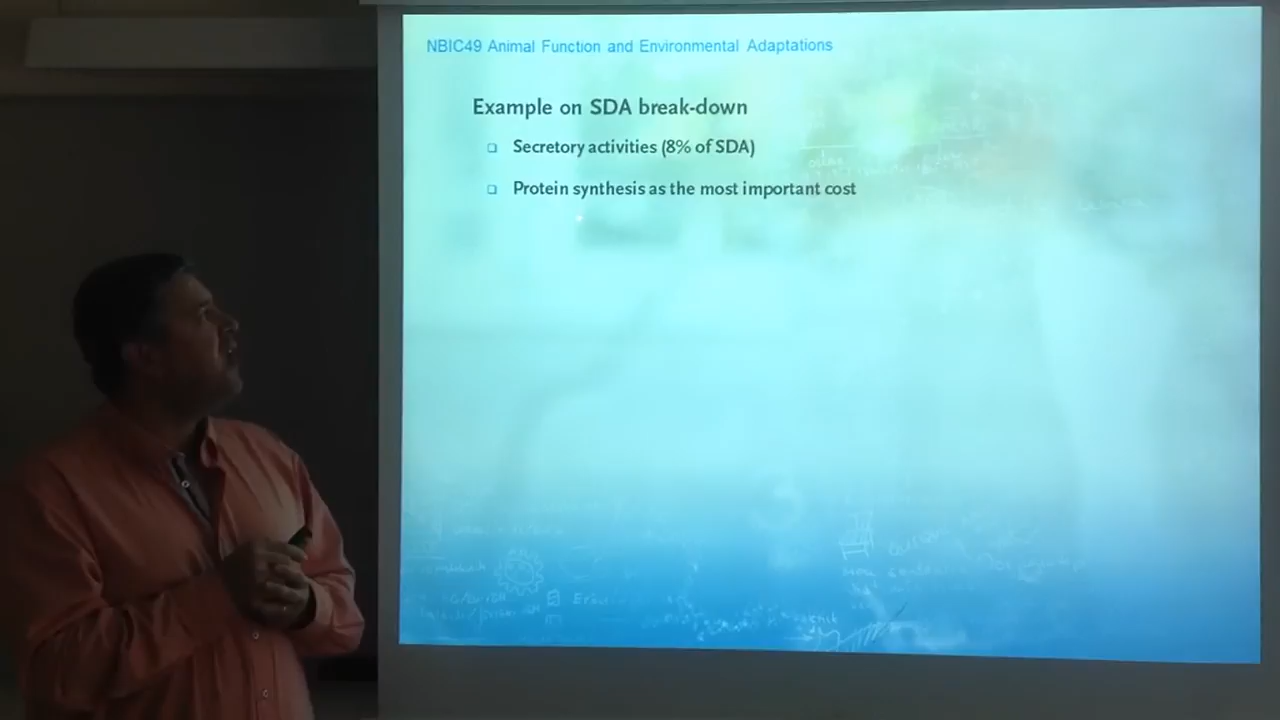 NBIC49 Animal Function and Environmental Adaptations
Example on SDA break-down
Secretory activities (8% of SDA)
Protein synthesis as the most important cost